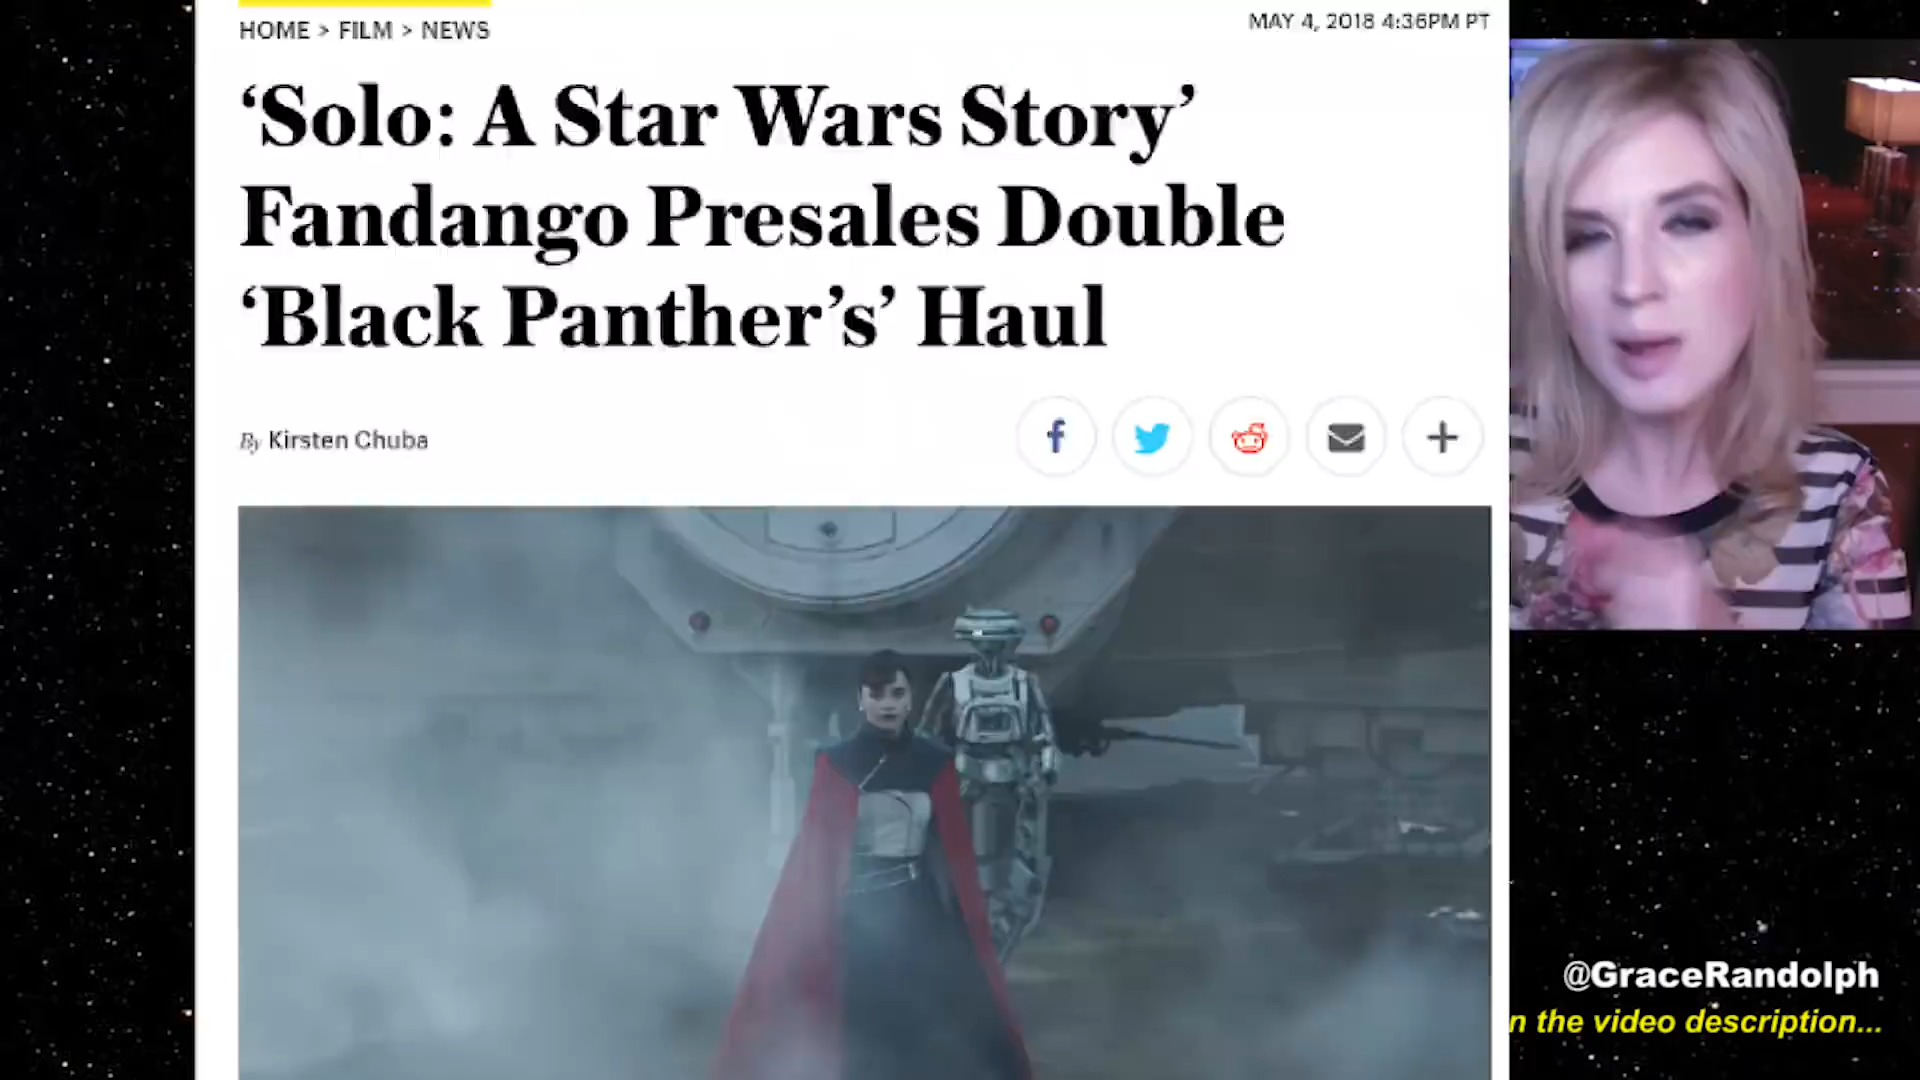 HOME > FILM > NEWS
MAY 4, 2018 4:36PM PT
‘Solo: A Star Wars Story’
Fandango Presales Double
‘Black Panther’s’ Haul
By Kirsten Chuba
@GraceRandolph
n the video description...